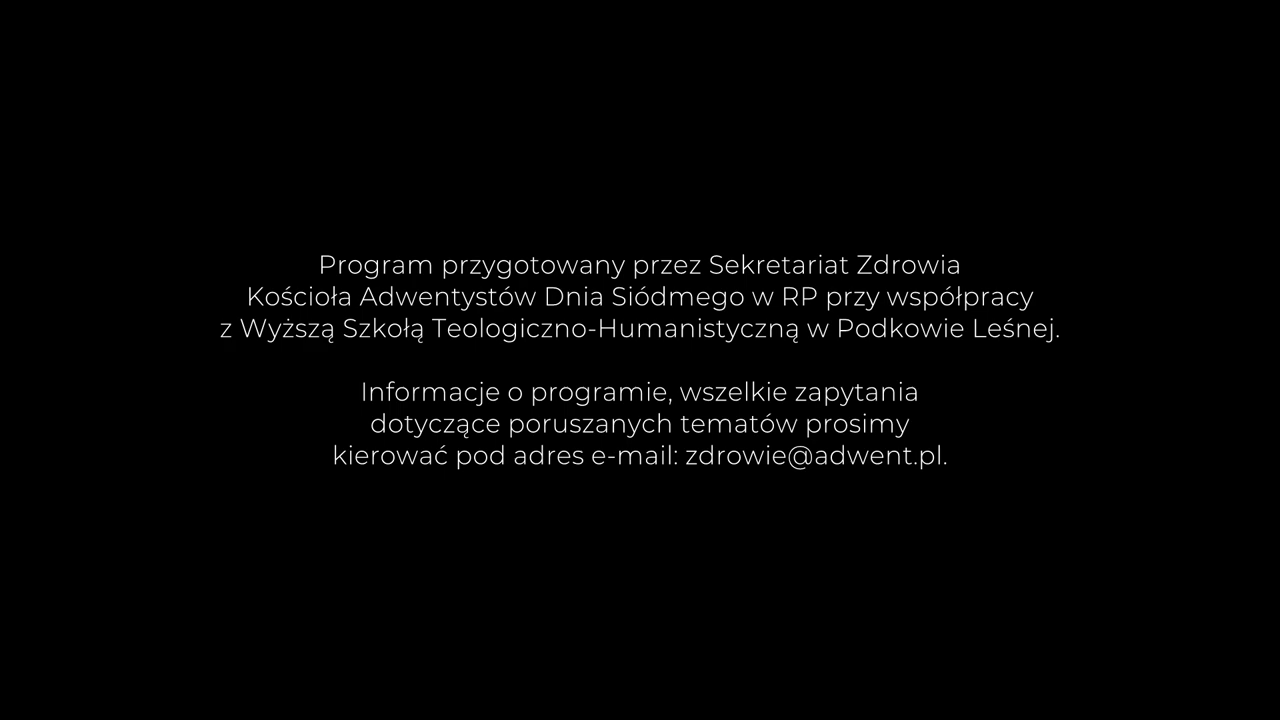 Program przygotowany przez Sekretariat Zdrowia
Kościoła Adwentystów Dnia Siódmego w RP przy współpracy
z Wyższą Szkołą Teologiczno-Humanistyczną w Podkowie Leśnej.
Informacje o programie, wszelkie zapytania
dotyczące poruszanych tematów prosimy
kierować pod adres e-mail: zdrowie@adwent.pl.